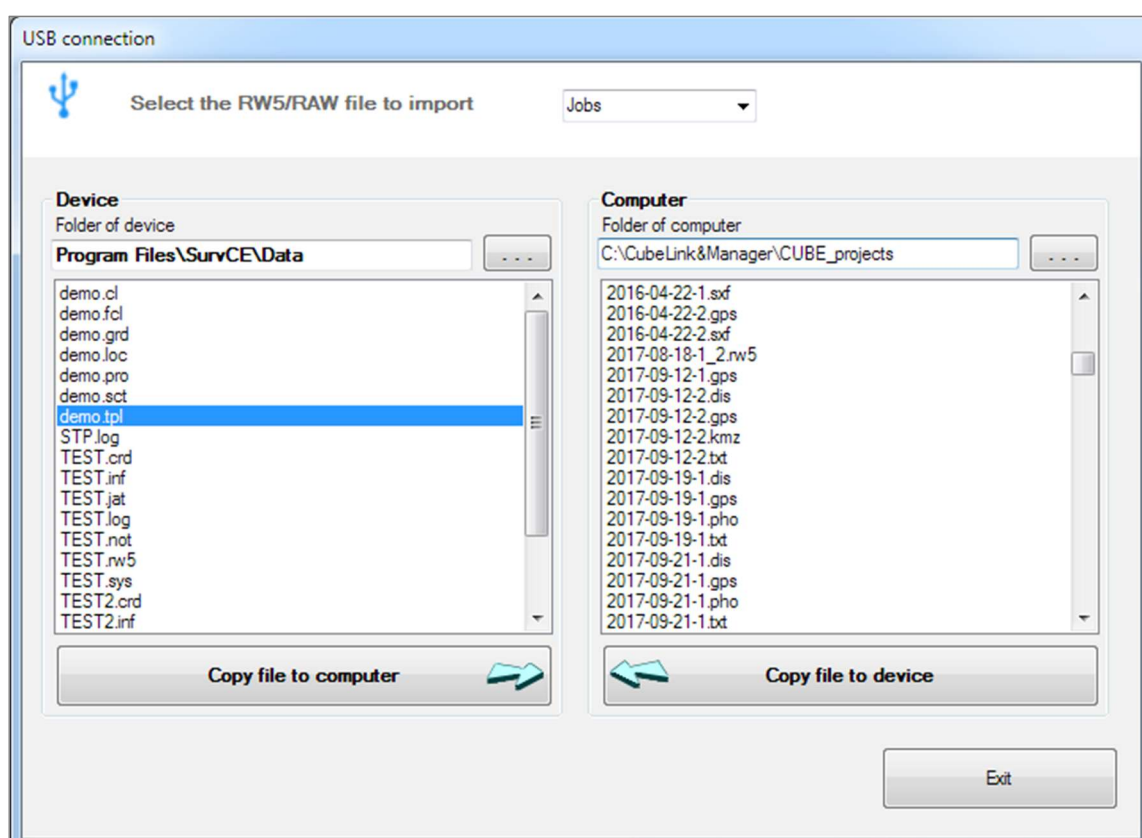 USB connection
Select the RW5/RAW file to import
Jobs
Device
Folder of device
Program Files\SurvCE\Data
...
demo.cl
demo.fcl
demo.grd
demo.loc
demo.pro
demo.sct
demo.tpl
STP.log
TEST.crd
TEST.inf
TEST.jat
TEST.log
TEST.not
TEST.rw5
TEST.sys
TEST2.crd
TEST2.inf
Copy file to computer
Computer
Folder of computer
C:\CubeLink&Manager\CUBE_projects
...
2016-04-22-1.sxf
2016-04-22-2.gps
2016-04-22-2.sxf
2017-08-18-1_2.rw5
2017-09-12-1.gps
2017-09-12-2.dis
2017-09-12-2.gps
2017-09-12-2.kmz
2017-09-12-2.txt
2017-09-19-1.dis
2017-09-19-1.gps
2017-09-19-1.pho
2017-09-19-1.txt
2017-09-21-1.dis
2017-09-21-1.gps
2017-09-21-1.pho
2017-09-21-1.txt
Copy file to device
Exit